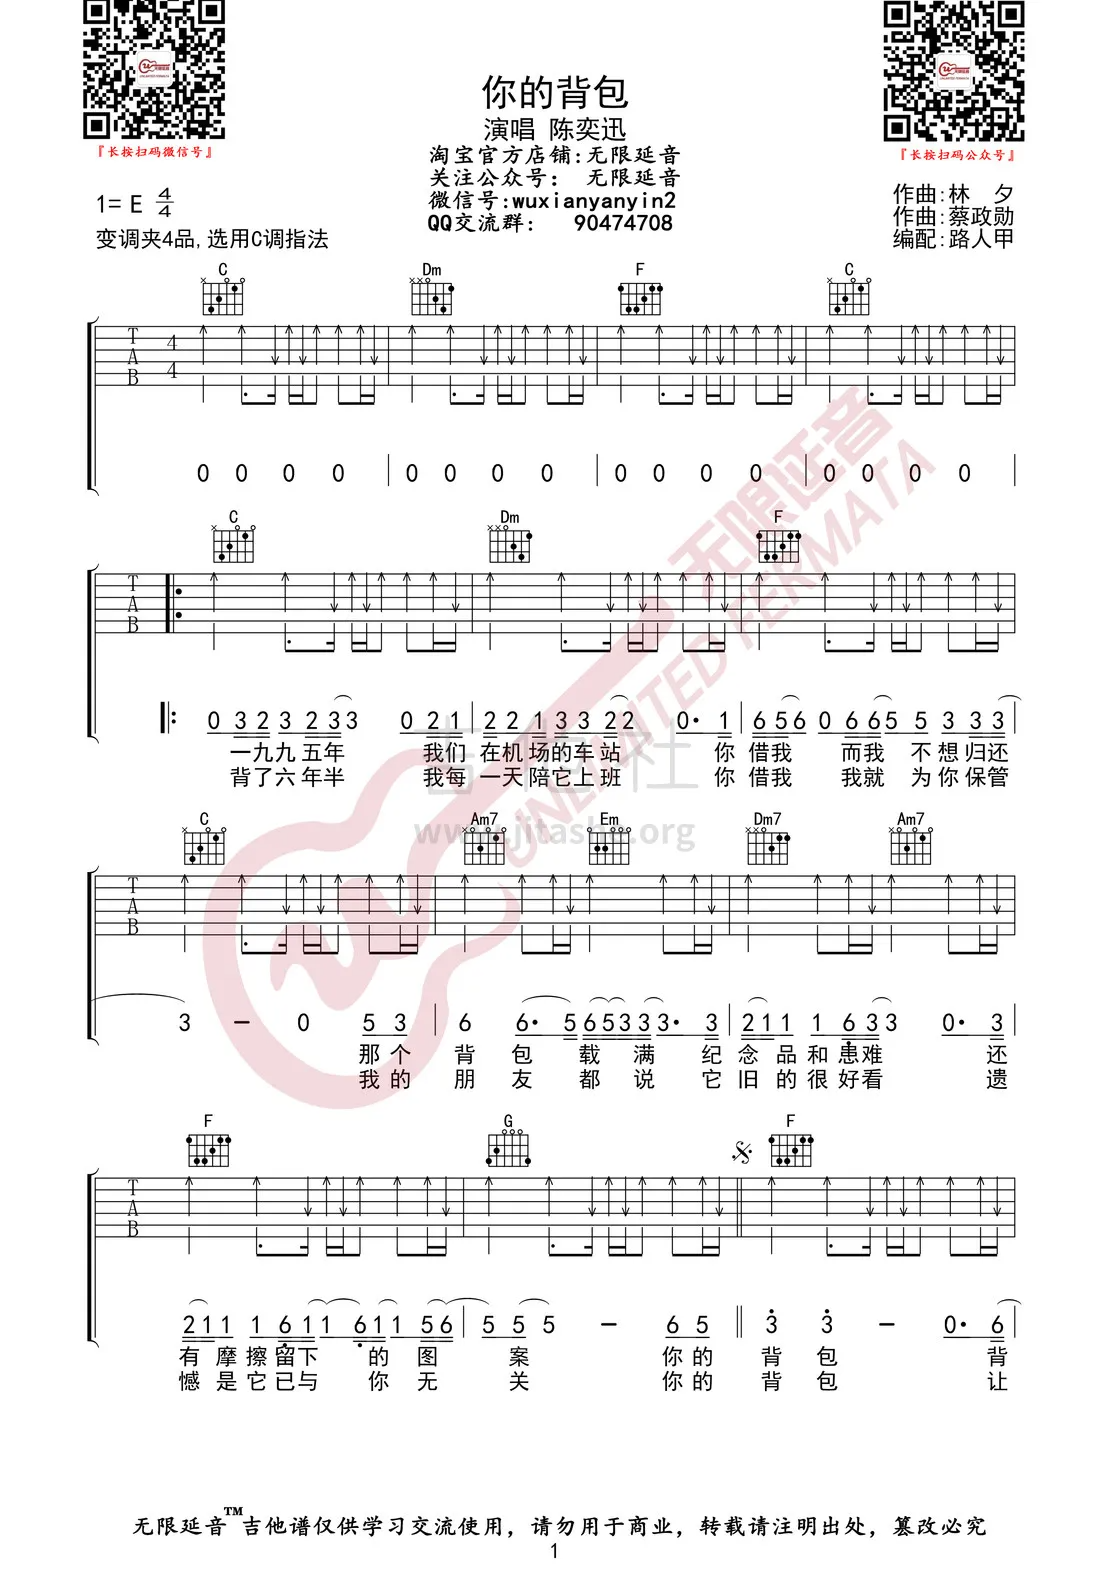 你的背包
演唱 陈奕迅
淘宝官方店铺:无限延音
关注公众号: 无限延音
微信号:wuxianyanyin2
QQ交流群: 90474708
『长按扫码微信号』
『长按扫码公众号』
1= E 4/4
变调夹4品,选用C调指法
作曲:林 夕
作曲:蔡政勋
编配:路人甲
C Dm F C
T A B 4 4
0 0 0 0 | 0 0 0 0 | 0 0 0 0 | 0 0 0 0
C Dm F
T A B
0 3 2 3 2 3 3 0 2 1 | 2 2 1 3 3 2 2 0· 1 | 6 5 6 0 6 6 5 5 3 3 3
一九九五年 我们 在机场的车站 你 借我 而我 不想归还
背了六年半 我每 一天陪它上班 你 借我 我就 为你保管
C Am7 Em Dm7 Am7
T A B
3 - 0 5 3 | 6 6· 5 6 5 3 3 3· 3 | 2 1 1 1 6 3 3 0· 3
那个 背包载满纪念品和患难 还
我的 朋友都说它旧的很好看 遗
F G F
T A B
2 1 1 1 6 1 1 6 1 1 5 6 | 5 5 5 - 6 5 || 3 3 - 0· 6
有摩擦留下的图案 你的 背包 背
憾是它已与你无关 你的 背包 让
无限延音 UNLIMITED FERMATA
吉他社
www.jitashe.org
无限延音™吉他谱仅供学习交流使用，请勿用于商业，转载请注明出处，篡改必究
1